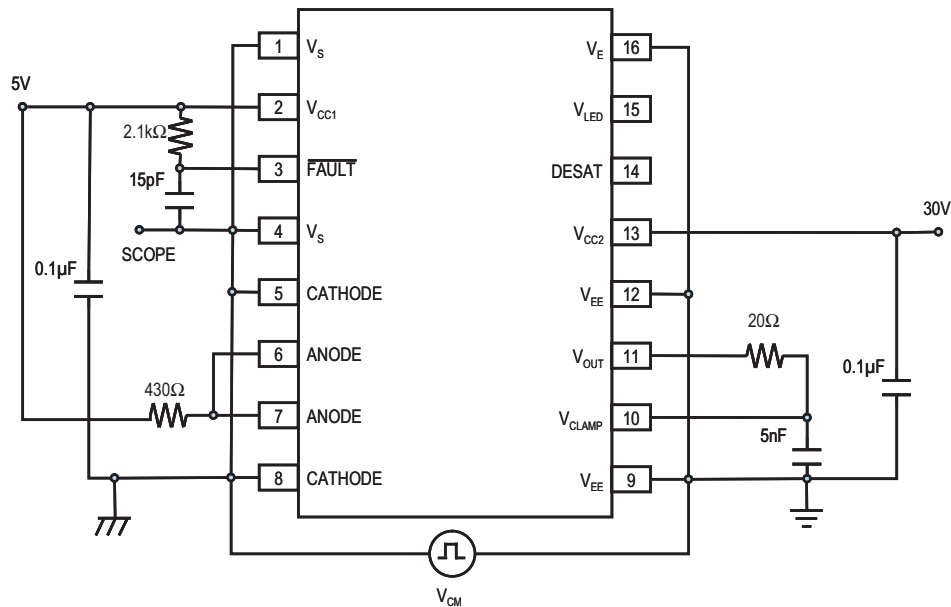 1 V_S
5V
2 V_CC1
2.1kΩ
3 FAULT
15pF
4 V_S
SCOPE
0.1µF
5 CATHODE
6 ANODE
430Ω
7 ANODE
8 CATHODE
V_E 16
V_LED 15
DESAT 14
30V
V_CC2 13
V_EE 12
20Ω
V_OUT 11
0.1µF
V_CLAMP 10
5nF
V_EE 9
V_CM